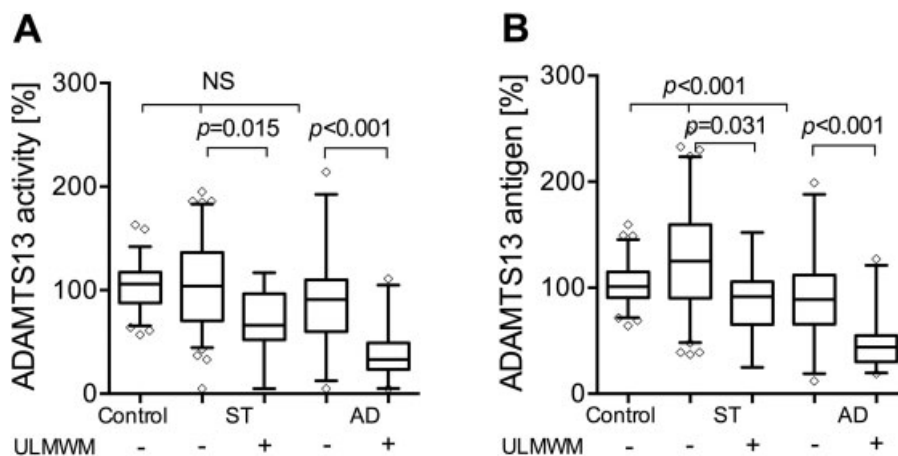 A
ADAMTS13 activity [%]
300
200
100
0
NS
p=0.015
p<0.001
Control
ST
AD
ULMWM
-
-
+
-
+
B
ADAMTS13 antigen [%]
300
200
100
0
p<0.001
p=0.031
p<0.001
Control
ST
AD
ULMWM
-
-
+
-
+